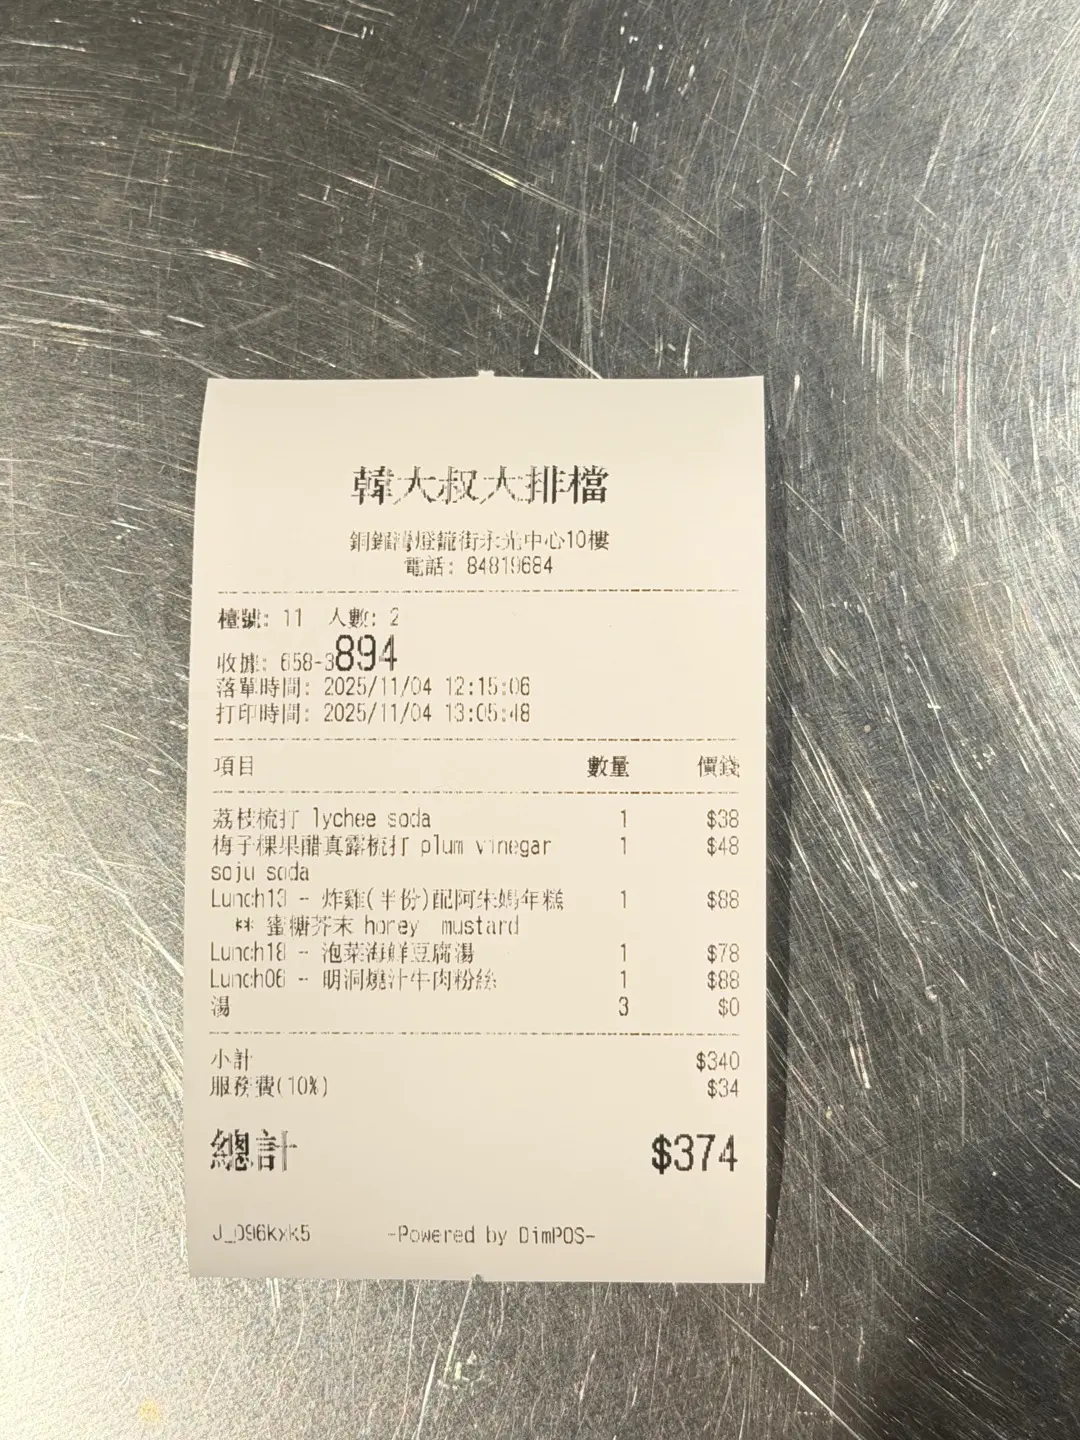 韓大叔大排檔
銅鑼灣燈籠街永光中心10樓
電話: 84819684
檯號: 11 人數: 2
收據: 658-3894
落單時間: 2025/11/04 12:15:06
打印時間: 2025/11/04 13:05:48
項目 數量 價錢
荔枝梳打 lychee soda 1 $38
梅子棵果醋真露梳打 plum vinegar 1 $48
soju soda
Lunch13 - 炸雞(半份)配阿朱媽年糕 1 $88
** 蜜糖芥末 honey mustard
Lunch18 - 泡菜海鮮豆腐湯 1 $78
Lunch06 - 明洞燒汁牛肉粉絲 1 $88
湯 3 $0
小計 $340
服務費(10%) $34
總計 $374
J_096kxk5 -Powered by DimPOS-